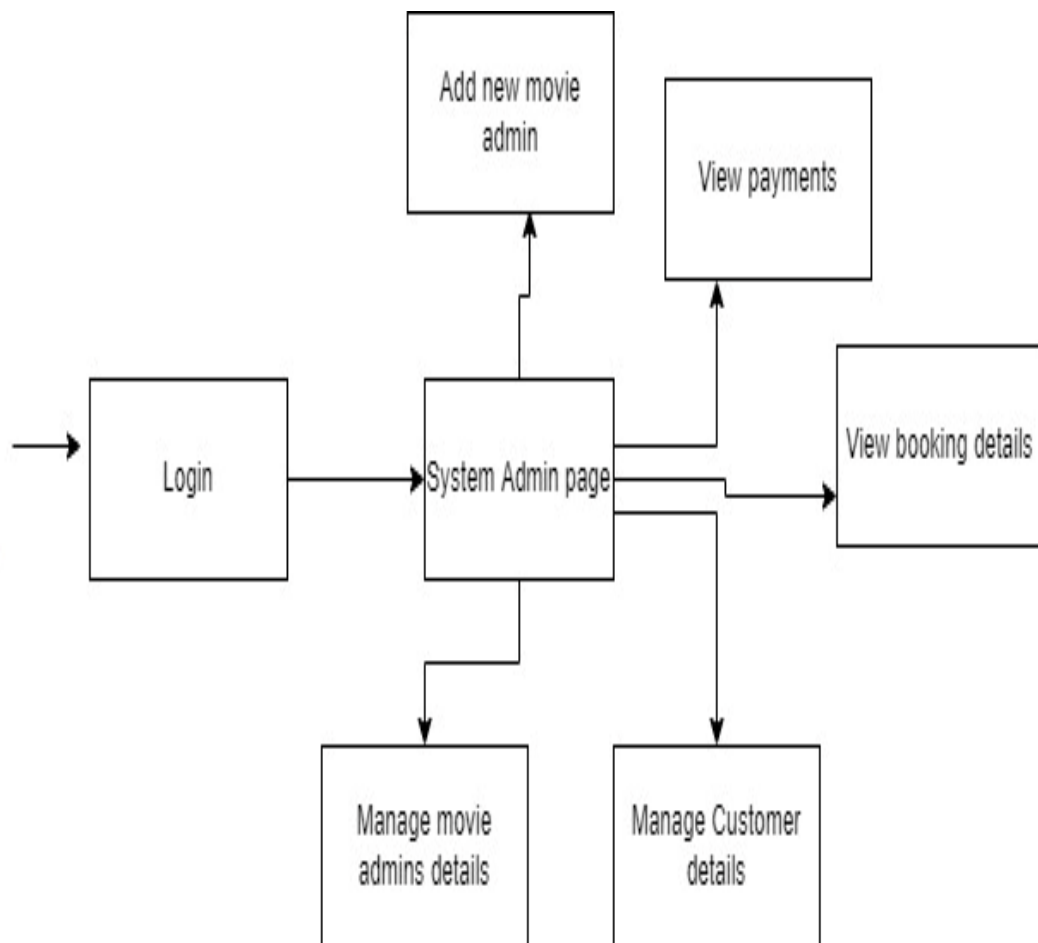 Add new movie
admin
View payments
View booking details
Login
System Admin page
Manage movie
admins details
Manage Customer
details